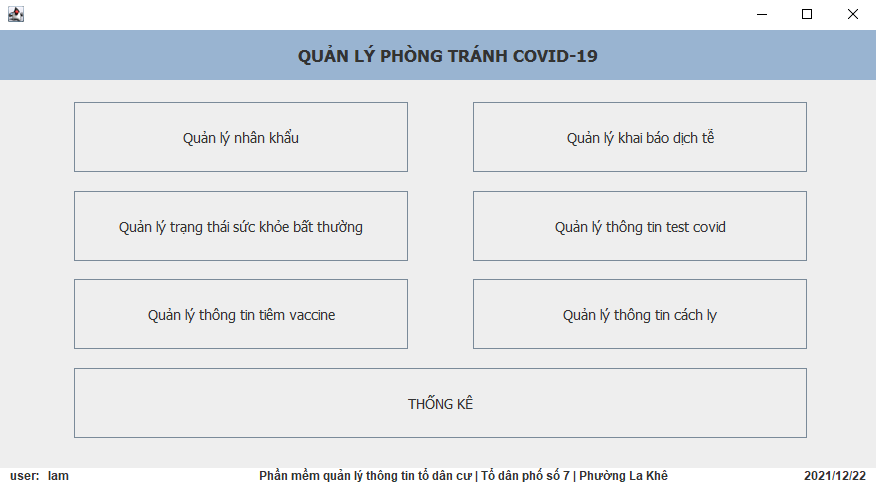 QUẢN LÝ PHÒNG TRÁNH COVID-19
Quản lý nhân khẩu
Quản lý khai báo dịch tễ
Quản lý trạng thái sức khỏe bất thường
Quản lý thông tin test covid
Quản lý thông tin tiêm vaccine
Quản lý thông tin cách ly
THỐNG KÊ
user: lam
Phần mềm quản lý thông tin tổ dân cư | Tổ dân phố số 7 | Phường La Khê
2021/12/22